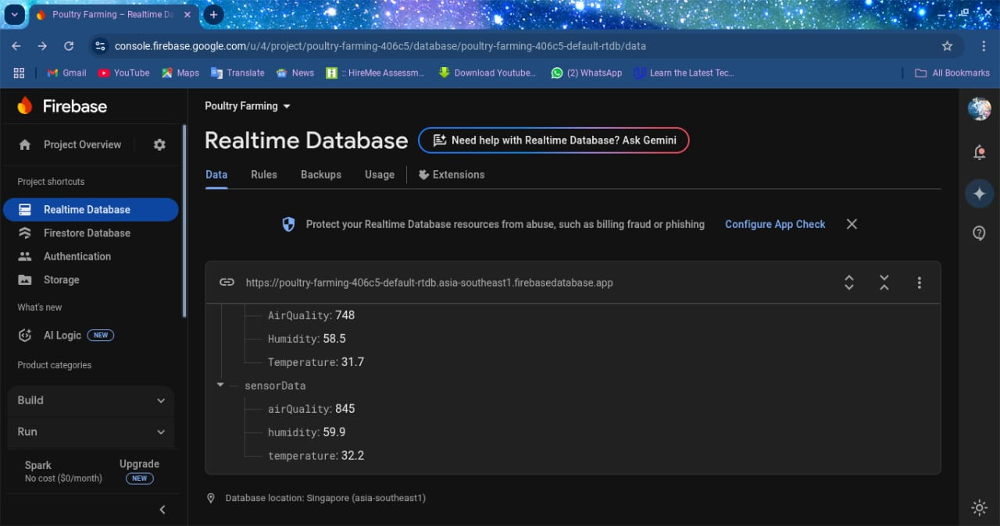 Poultry Farming – Realtime Da
console.firebase.google.com/u/4/project/poultry-farming-406c5/database/poultry-farming-406c5-default-rtdb/data
Gmail
YouTube
Maps
Translate
News
:: HireMee Assessm...
Download Youtube...
(2) WhatsApp
Learn the Latest Tec...
All Bookmarks
Firebase
Project Overview
Project shortcuts
Realtime Database
Firestore Database
Authentication
Storage
What's new
AI Logic NEW
Product categories
Build
Run
Spark
No cost ($0/month)
Upgrade
NEW
Poultry Farming
Realtime Database
Need help with Realtime Database? Ask Gemini
Data
Rules
Backups
Usage
Extensions
Protect your Realtime Database resources from abuse, such as billing fraud or phishing
Configure App Check
https://poultry-farming-406c5-default-rtdb.asia-southeast1.firebasedatabase.app
AirQuality: 748
Humidity: 58.5
Temperature: 31.7
sensorData
airQuality: 845
humidity: 59.9
temperature: 32.2
Database location: Singapore (asia-southeast1)